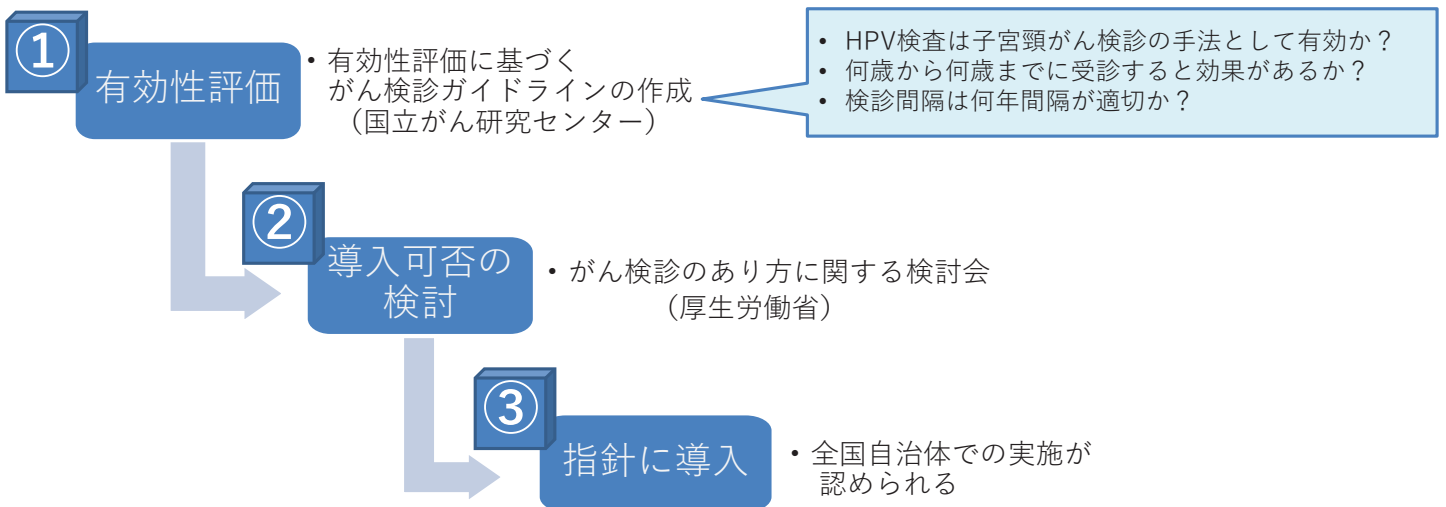 ①
有効性評価
• 有効性評価に基づく
がん検診ガイドラインの作成
（国立がん研究センター）
• HPV検査は子宮頸がん検診の手法として有効か？
• 何歳から何歳までに受診すると効果があるか？
• 検診間隔は何年間隔が適切か？
②
導入可否の
検討
• がん検診のあり方に関する検討会
（厚生労働省）
③
指針に導入
• 全国自治体での実施が
認められる